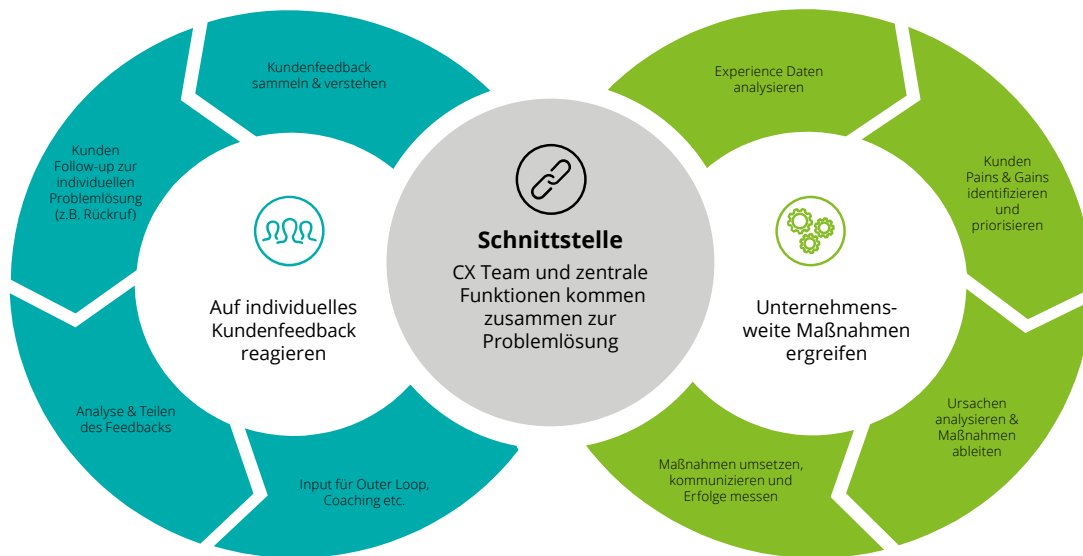 Kundenfeedback
sammeln & verstehen
Kunden
Follow-up zur
individuellen
Problemlösung
(z.B. Rückruf)
Analyse & Teilen
des Feedbacks
Input für Outer Loop,
Coaching etc.
Auf individuelles
Kundenfeedback
reagieren
Schnittstelle
CX Team und zentrale
Funktionen kommen
zusammen zur
Problemlösung
Experience Daten
analysieren
Kunden
Pains & Gains
identifizieren
und
priorisieren
Ursachen
analysieren &
Maßnahmen
ableiten
Maßnahmen umsetzen,
kommunizieren und
Erfolge messen
Unternehmens-
weite Maßnahmen
ergreifen